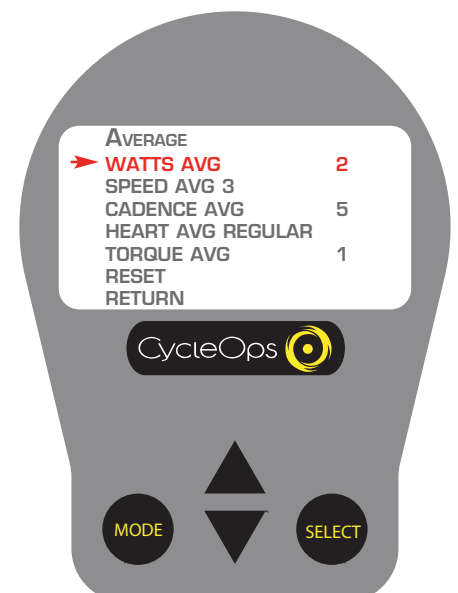 AVERAGE
WATTS AVG 2
SPEED AVG 3
CADENCE AVG 5
HEART AVG REGULAR
TORQUE AVG 1
RESET
RETURN
CycleOps
MODE
SELECT